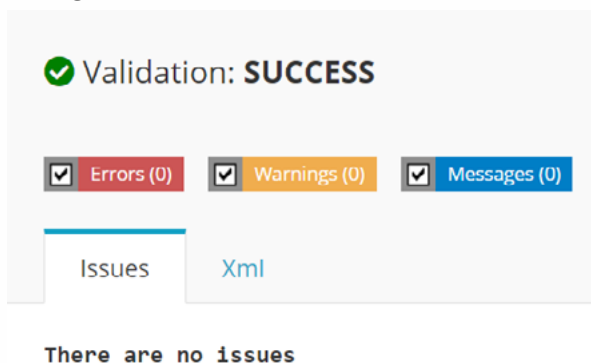 Validation: SUCCESS
Errors (0) Warnings (0) Messages (0)
Issues Xml
There are no issues